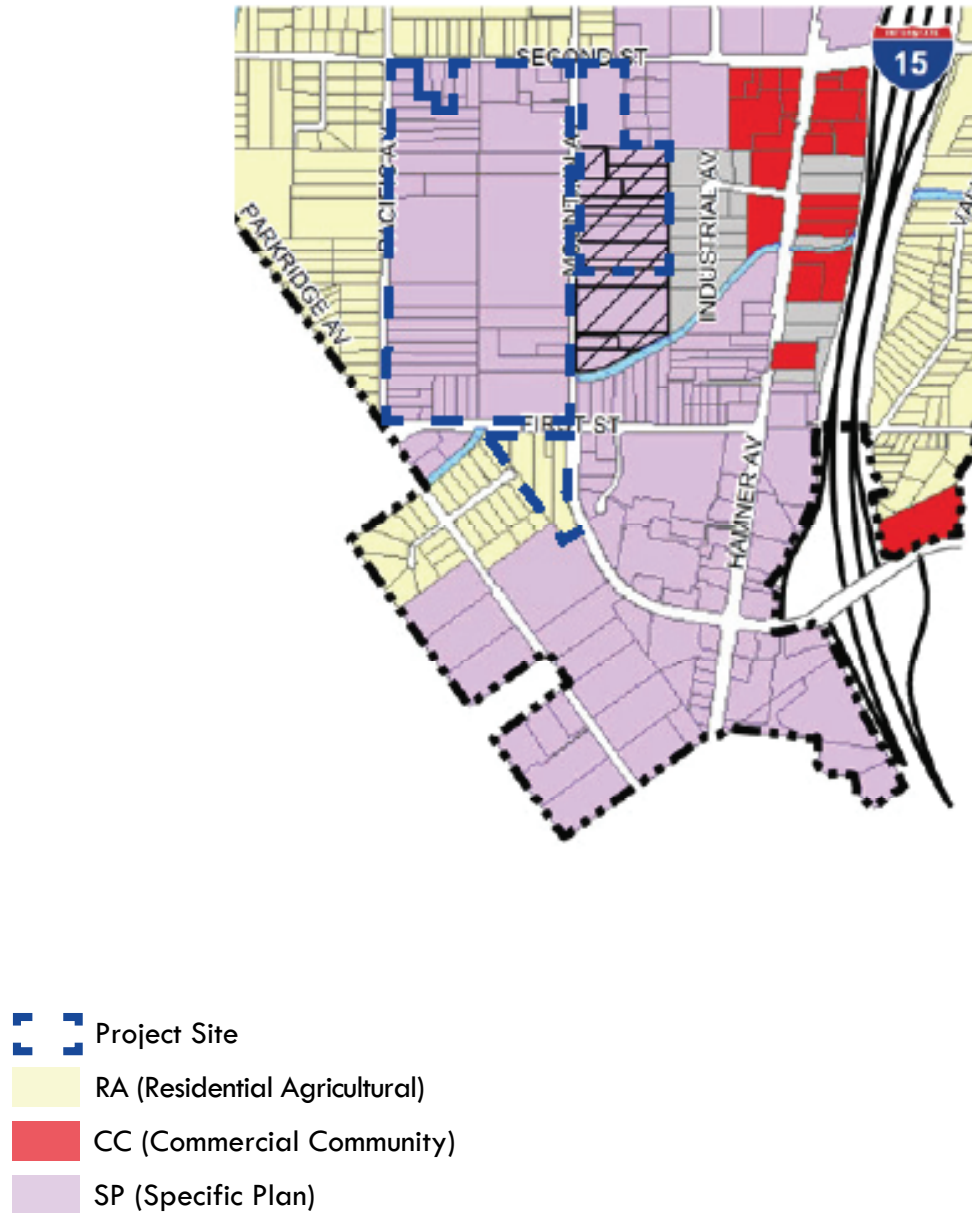 SECOND ST
INTERSTATE
15
PACIFIC AV
INDUSTRIAL AV
PARKRIDGE AV
FIRST ST
HAMNER AV
Project Site
RA (Residential Agricultural)
CC (Commercial Community)
SP (Specific Plan)